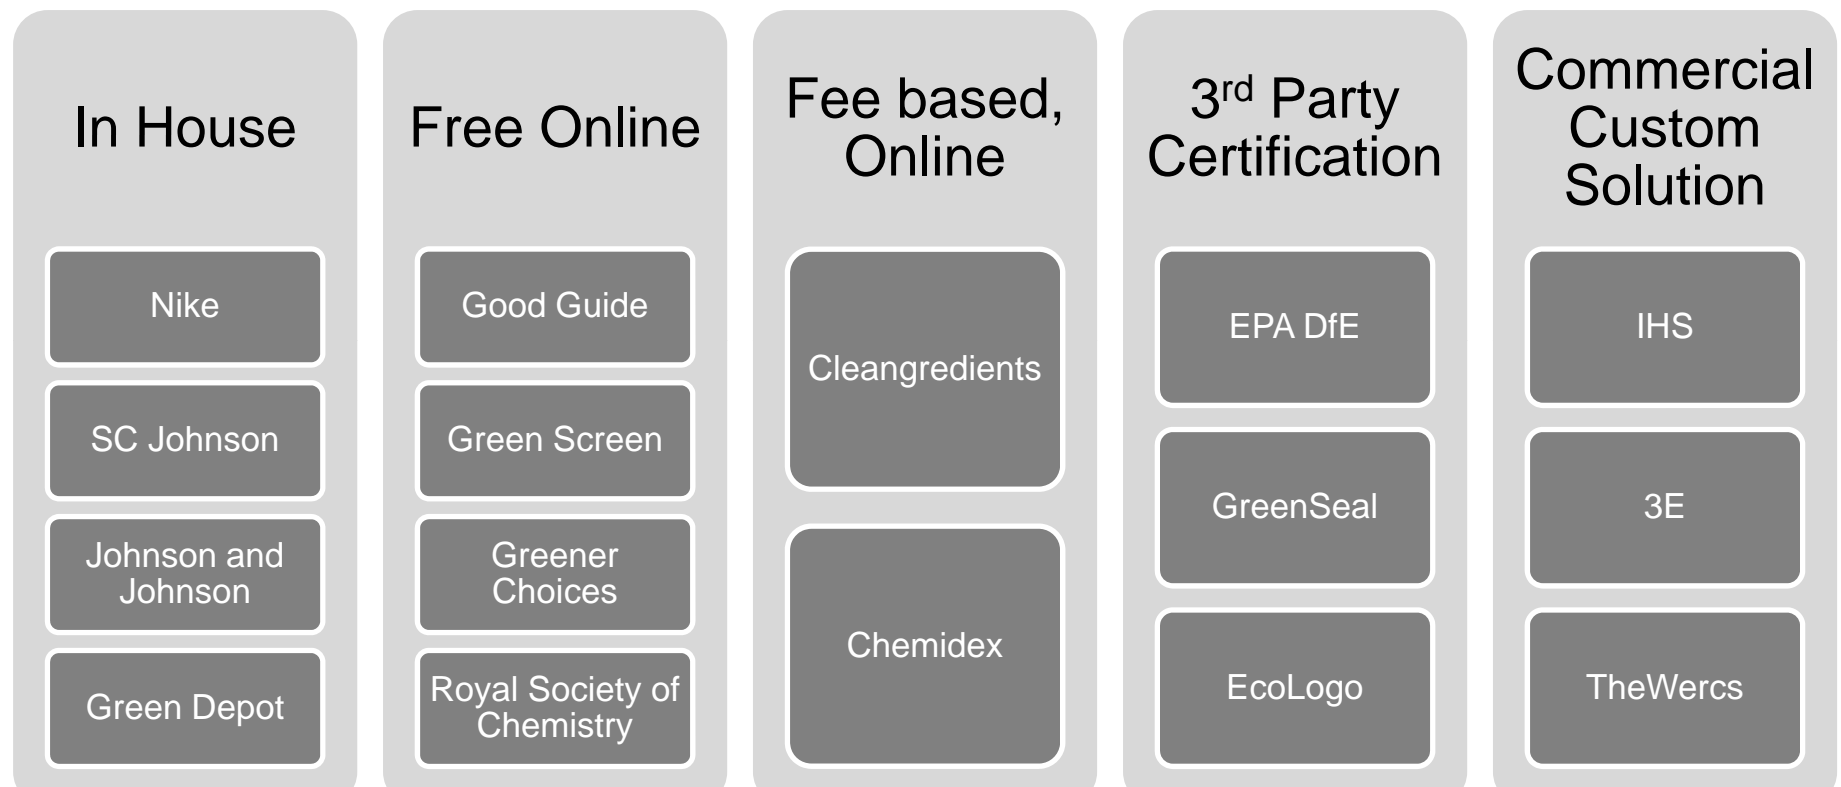 In House
Nike
SC Johnson
Johnson and
Johnson
Green Depot
Free Online
Good Guide
Green Screen
Greener
Choices
Royal Society of
Chemistry
Fee based,
Online
Cleangredients
Chemidex
3rd Party
Certification
EPA DfE
GreenSeal
EcoLogo
Commercial
Custom
Solution
IHS
3E
TheWercs